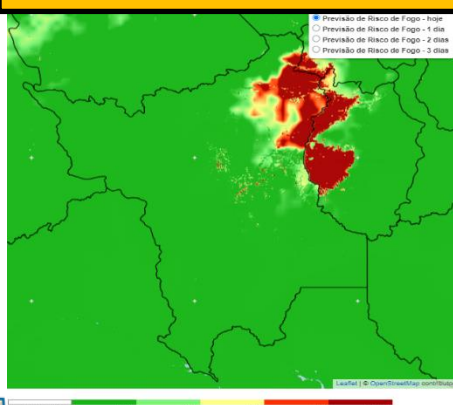 Previsão de Risco de Fogo - hoje
Previsão de Risco de Fogo - 1 dia
Previsão de Risco de Fogo - 2 dias
Previsão de Risco de Fogo - 3 dias
Leaflet | © OpenStreetMap contributors